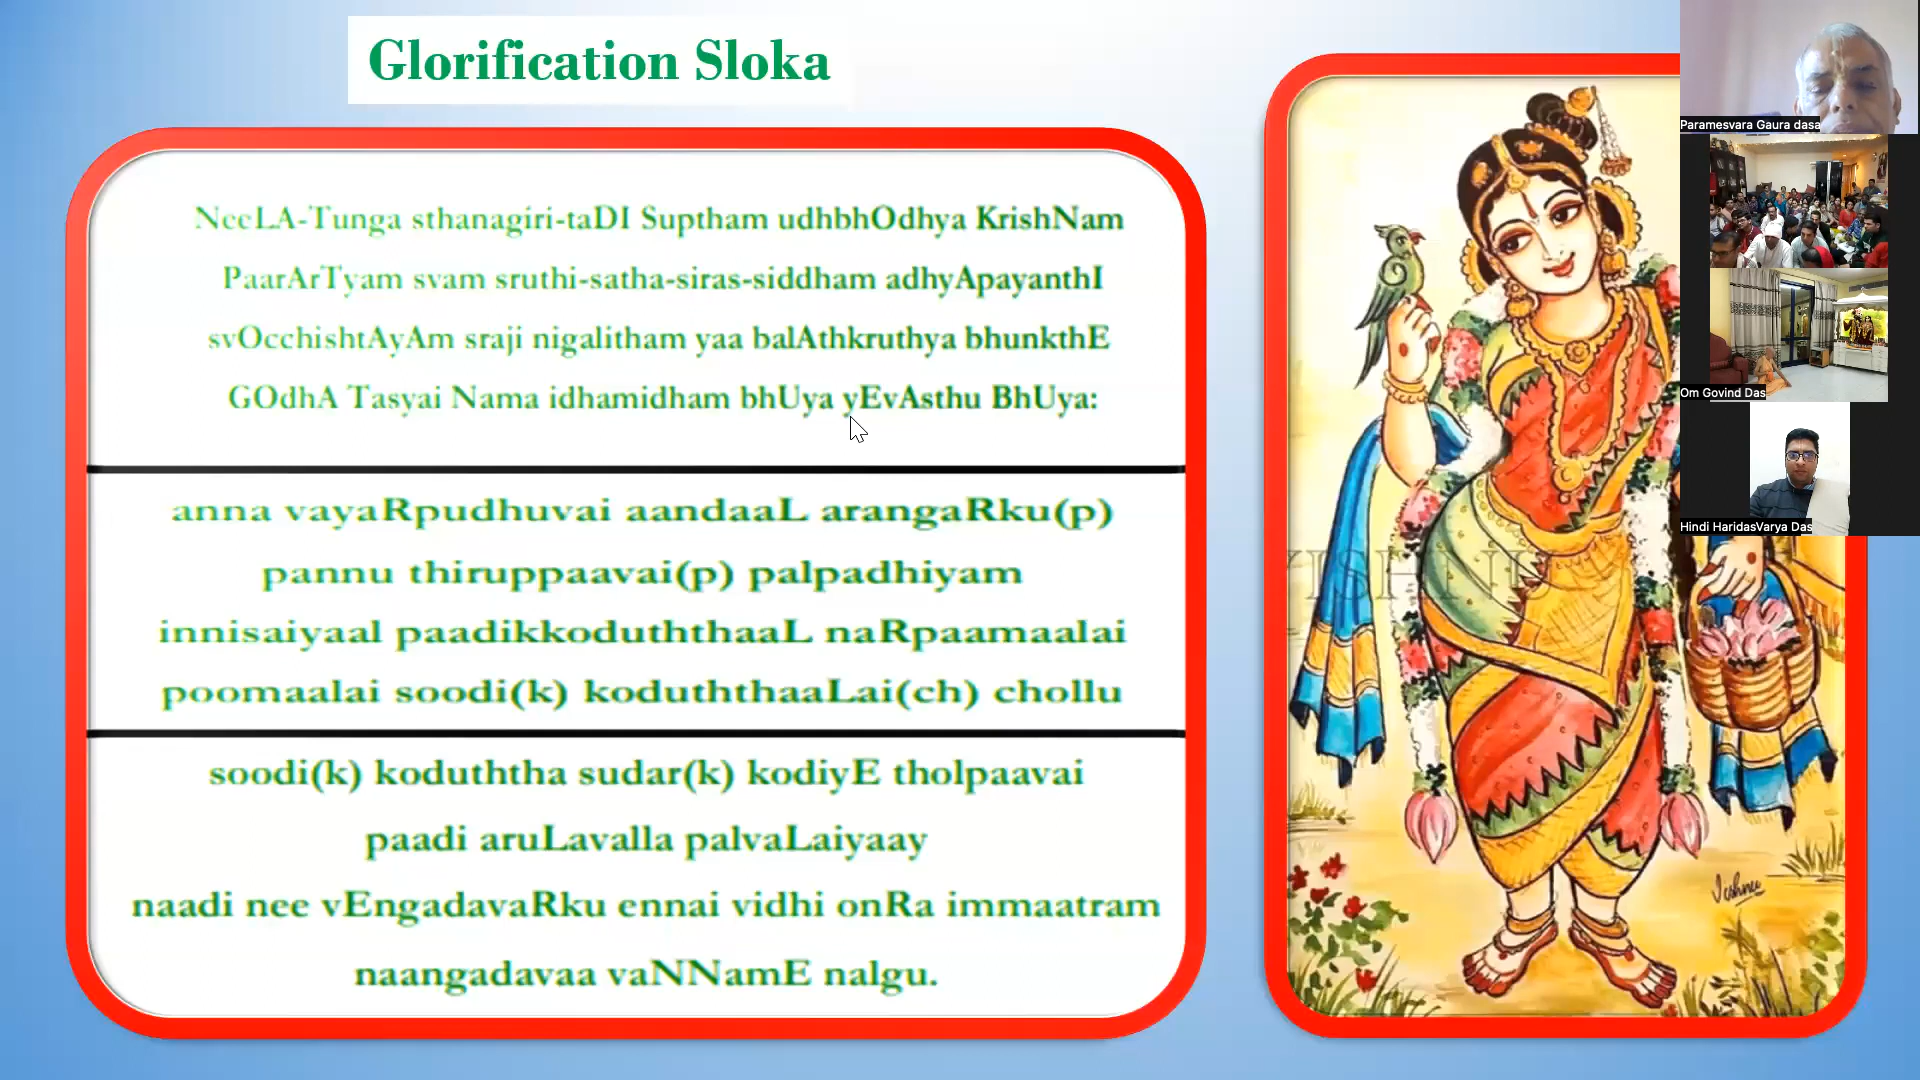 Glorification Sloka
NeeLA-Tunga sthanagiri-taDI Suptham udhbhOdhya KrishNam
PaarArTyam svam sruthi-satha-siras-siddham adhyApayanthI
svOcchishtAyAm sraji nigalitham yaa balAthkruthya bhunkthE
GOdhA Tasyai Nama idhamidham bhUya yEvAsthu BhUya:
anna vayaRpudhuvai aandaaL arangaRku(p)
pannu thiruppaavai(p) palpadhiyam
innisaiyaal paadikkoduththaaL naRpaamaalai
poomaalai soodi(k) koduththaaLai(ch) chollu
soodi(k) koduththa sudar(k) kodiyE tholpaavai
paadi aruLavalla palvaLaiyaay
naadi nee vEngadavaRku ennai vidhi onRa immaatram
naangadavaa vaNNamE nalgu.
VISHNU
Vishnu
Paramesvara Gaura dasa
Om Govind Das
Hindi HaridasVarya Das